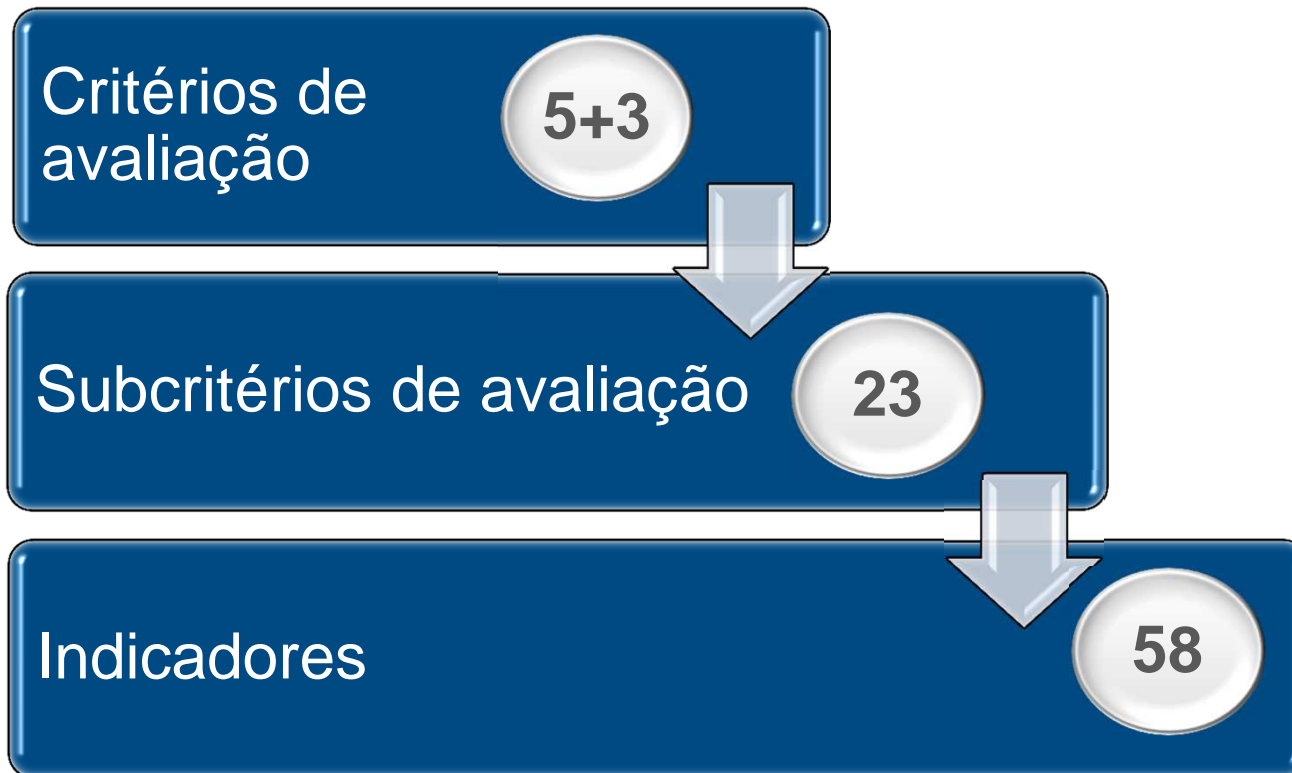 Critérios de
avaliação
5+3
Subcritérios de avaliação
23
Indicadores
58